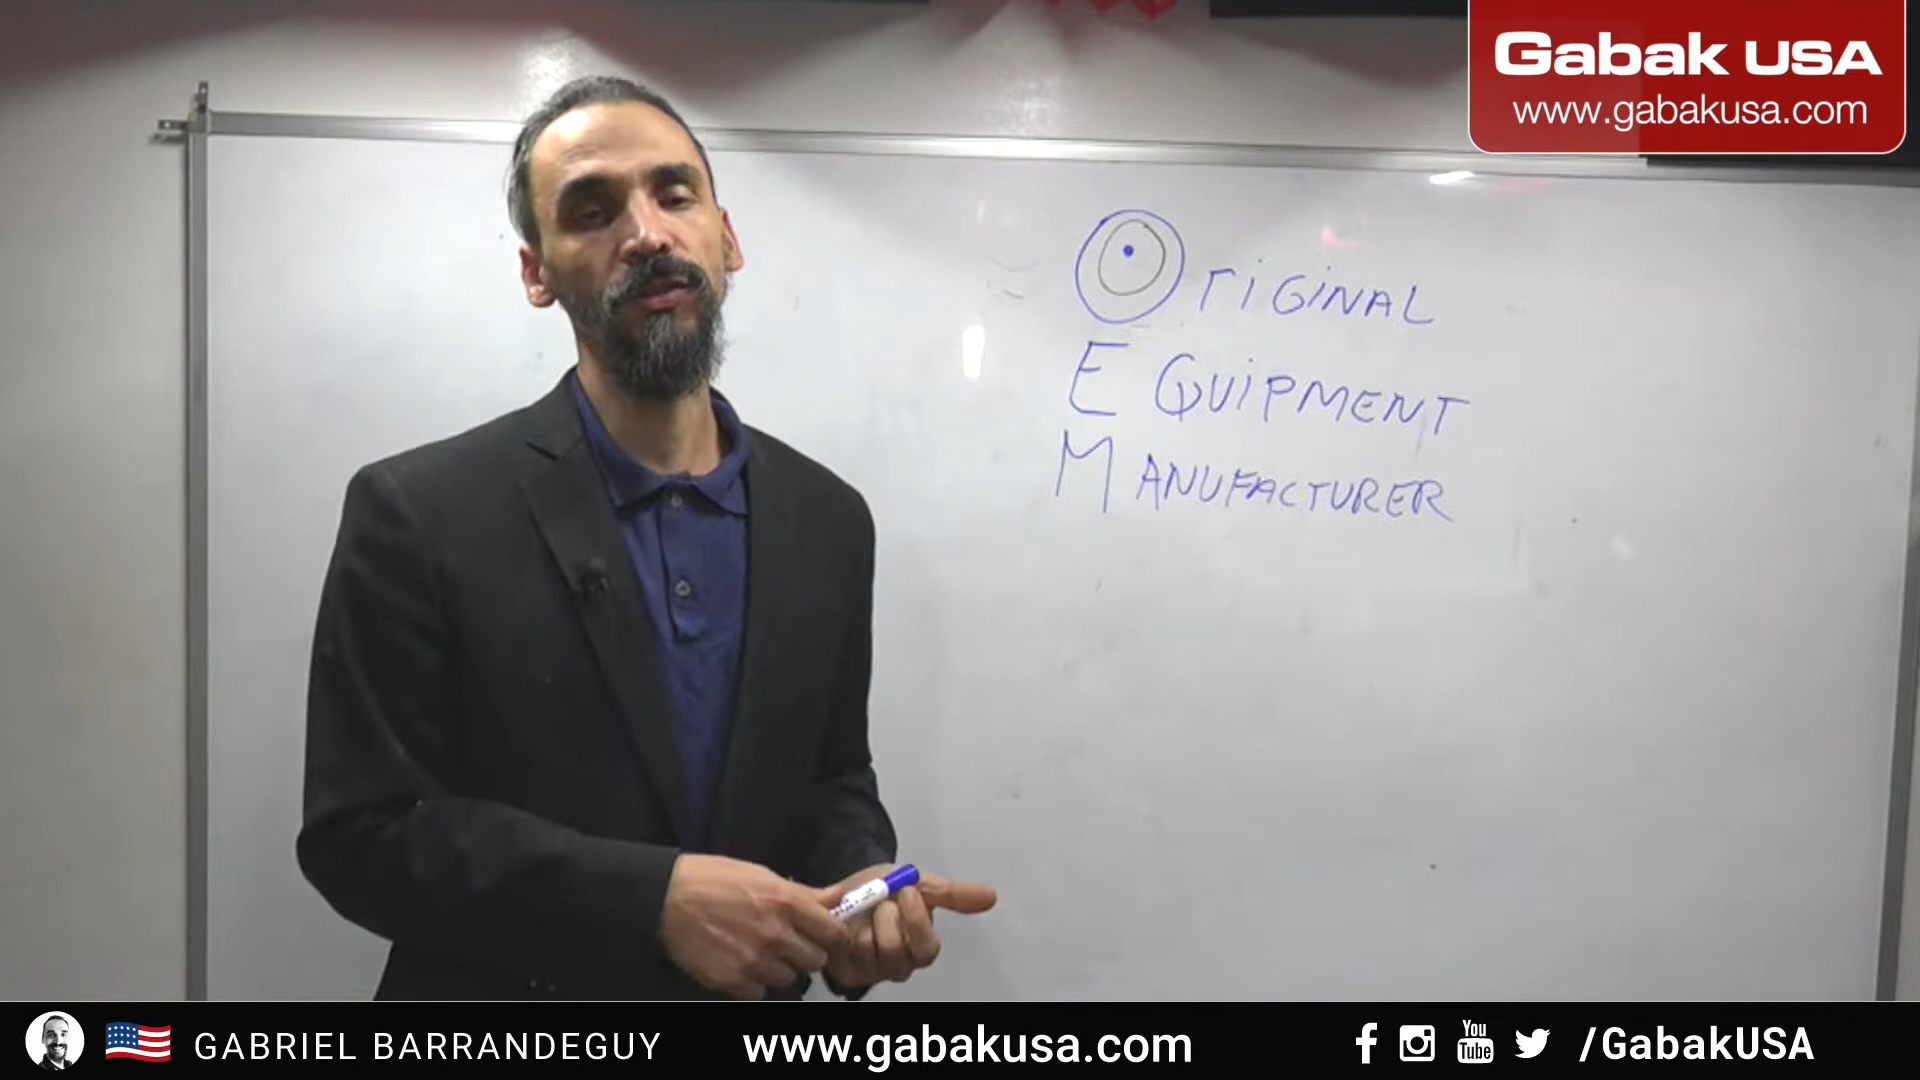 Gabak USA
www.gabakusa.com
OriGiNAL
EQUiPMENT
MANUFACTURER
GABRIEL BARRANDEGUY
www.gabakusa.com
You
Tube
/GabakUSA